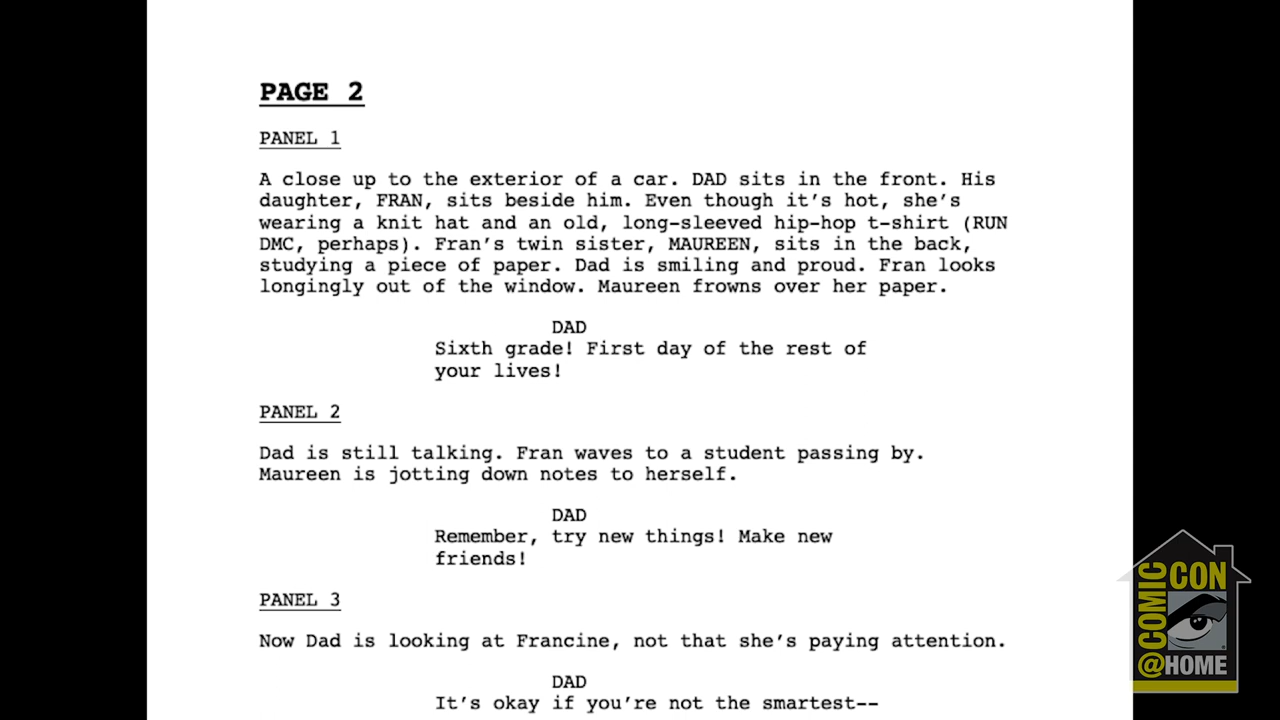 PAGE 2
PANEL 1
A close up to the exterior of a car. DAD sits in the front. His
daughter, FRAN, sits beside him. Even though it's hot, she's
wearing a knit hat and an old, long-sleeved hip-hop t-shirt (RUN
DMC, perhaps). Fran's twin sister, MAUREEN, sits in the back,
studying a piece of paper. Dad is smiling and proud. Fran looks
longingly out of the window. Maureen frowns over her paper.
DAD
Sixth grade! First day of the rest of
your lives!
PANEL 2
Dad is still talking. Fran waves to a student passing by.
Maureen is jotting down notes to herself.
DAD
Remember, try new things! Make new
friends!
PANEL 3
Now Dad is looking at Francine, not that she's paying attention.
DAD
It's okay if you're not the smartest--
COMIC CON
@HOME